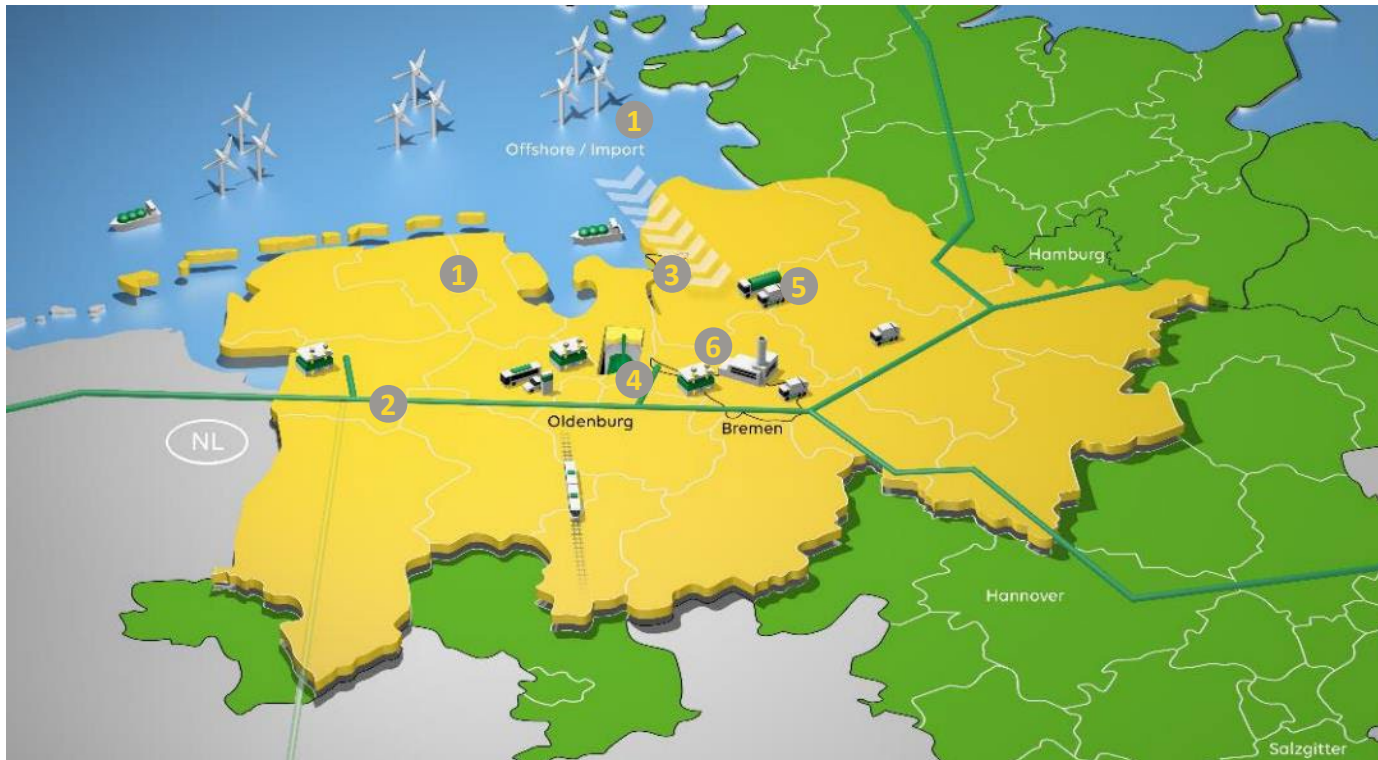 1
Offshore / Import
Hamburg
1
3
5
6
4
2
Oldenburg
Bremen
NL
Hannover
Salzgitter